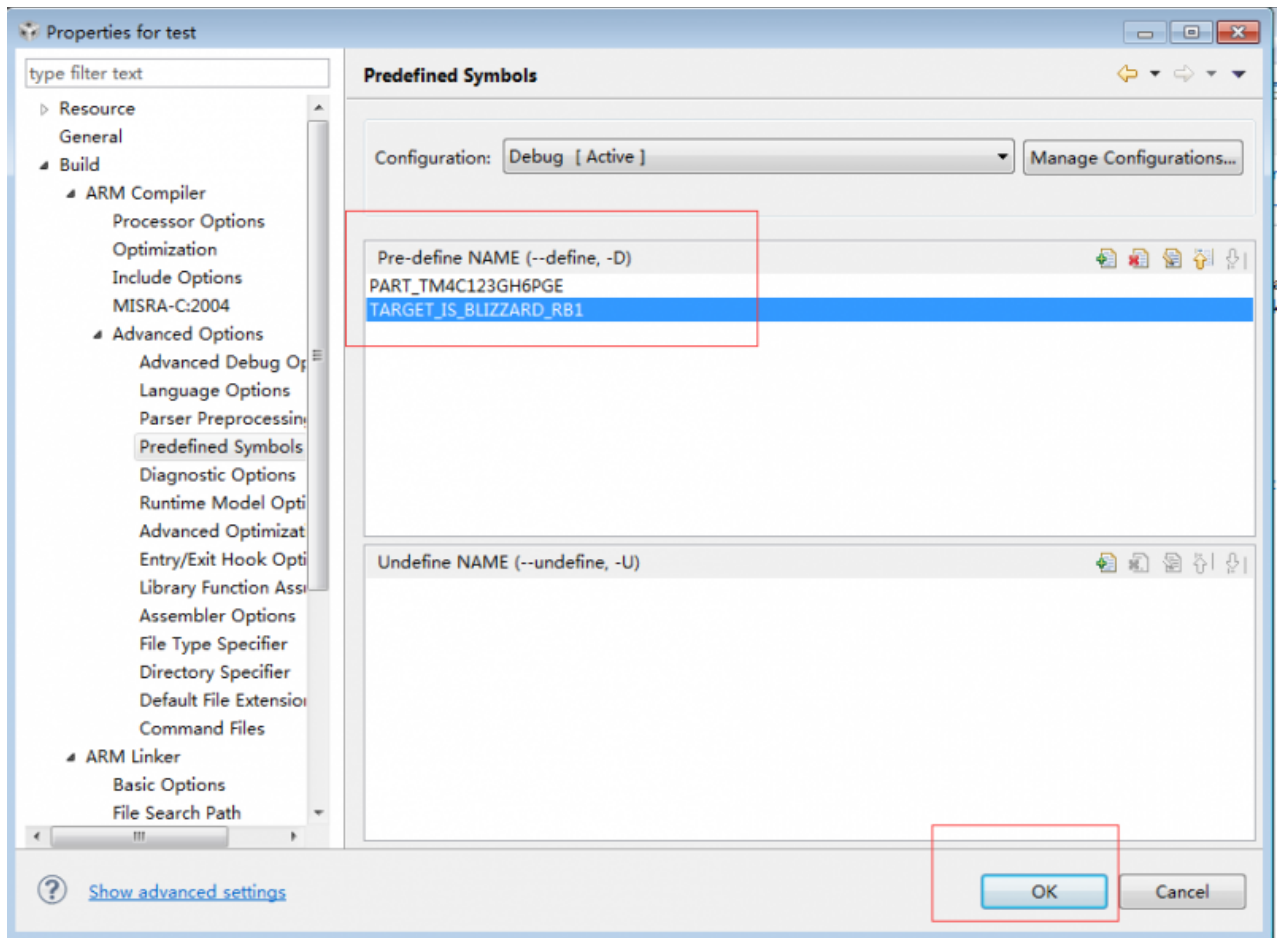 Properties for test
type filter text
Resource
General
Build
ARM Compiler
Processor Options
Optimization
Include Options
MISRA-C:2004
Advanced Options
Advanced Debug Op
Language Options
Parser Preprocessing
Predefined Symbols
Diagnostic Options
Runtime Model Opti
Advanced Optimizat
Entry/Exit Hook Opti
Library Function Assu
Assembler Options
File Type Specifier
Directory Specifier
Default File Extension
Command Files
ARM Linker
Basic Options
File Search Path
Predefined Symbols
Configuration: Debug [ Active ] Manage Configurations...
Pre-define NAME (--define, -D)
PART_TM4C123GH6PGE
TARGET_IS_BLIZZARD_RB1
Undefine NAME (--undefine, -U)
Show advanced settings
OK Cancel